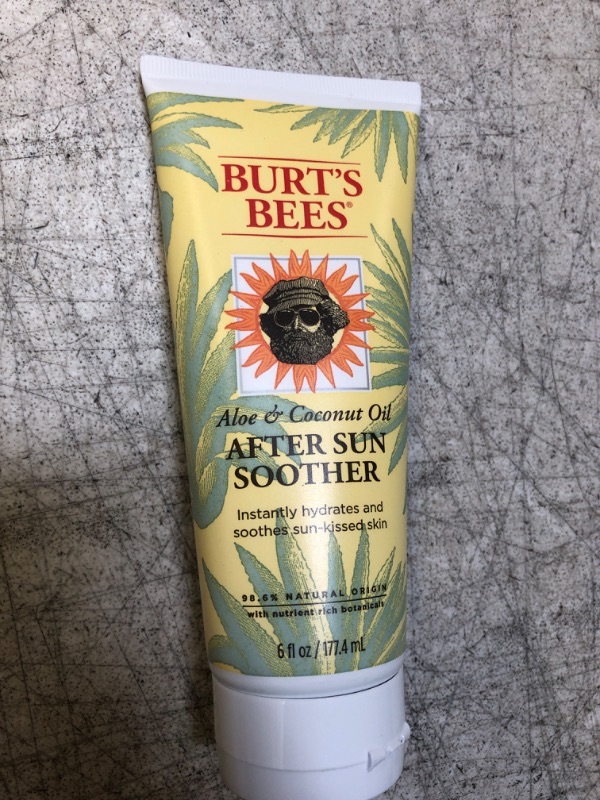 BURT'S
BEES®
Aloe & Coconut Oil
AFTER SUN
SOOTHER
Instantly hydrates and
soothes sun-kissed skin
98.6% NATURAL ORIGIN
with nutrient rich botanicals
6 fl oz / 177.4 mL